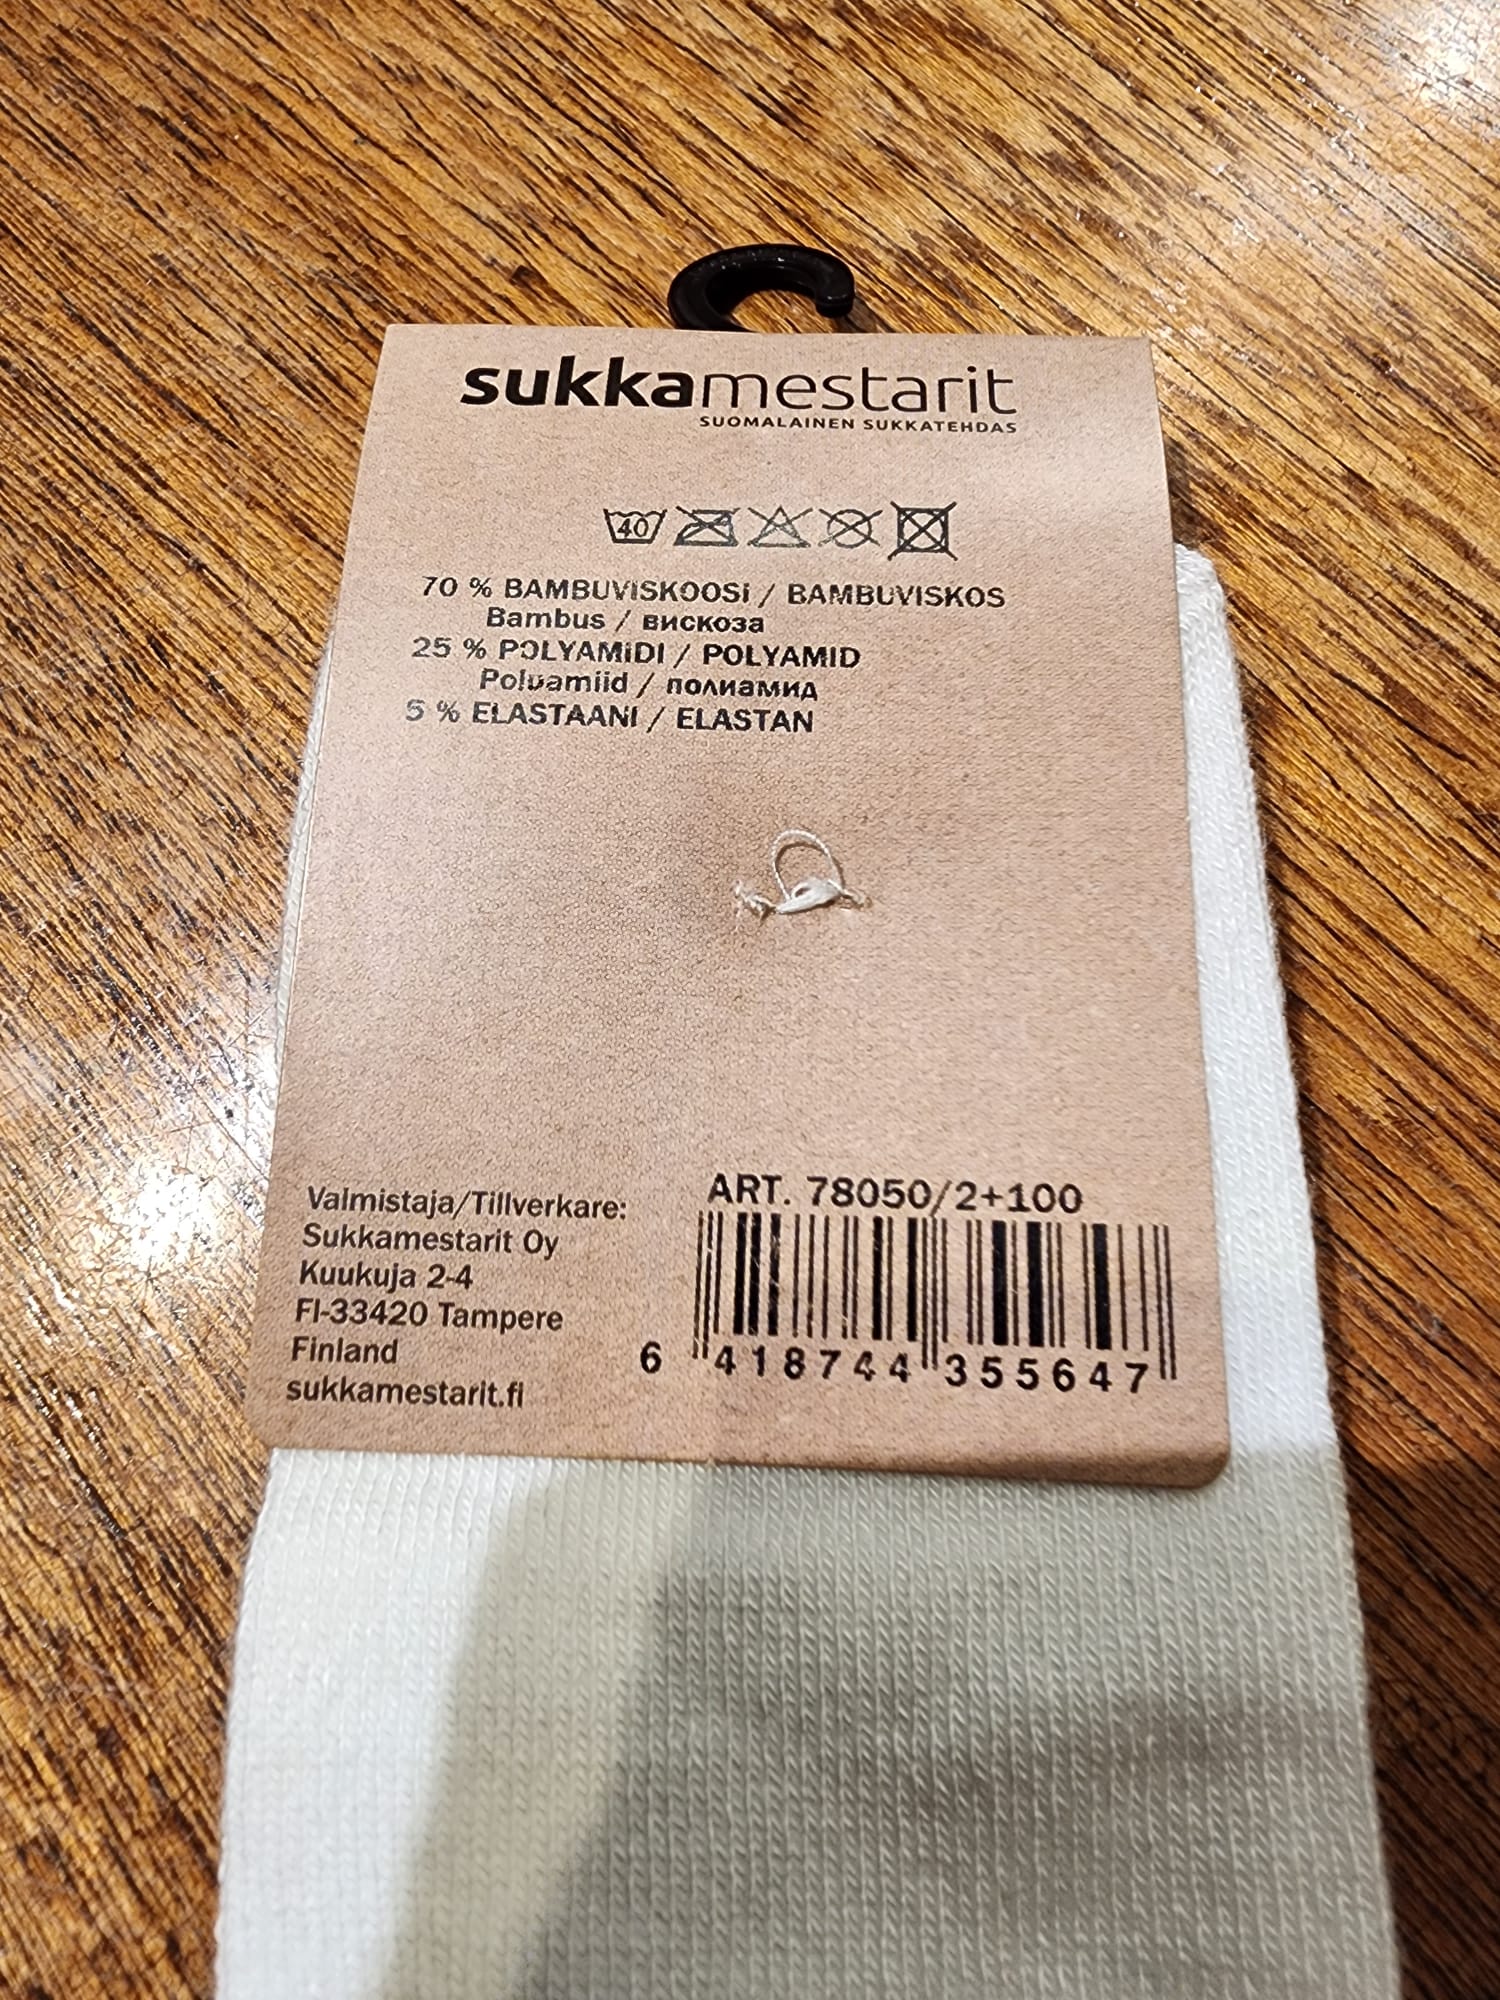 sukkamestarit
SUOMALAINEN SUKKATEHDAS
40
70 % BAMBUVISKOOSI / BAMBUVISKOS
Bambus / вискоза
25 % POLYAMIDI / POLYAMID
Poluamiid / полиамид
5 % ELASTAANI / ELASTAN
Valmistaja/Tillverkare:
Sukkamestarit Oy
Kuukuja 2-4
FI-33420 Tampere
Finland
sukkamestarit.fi
ART. 78050/2+100
6 418744 355647